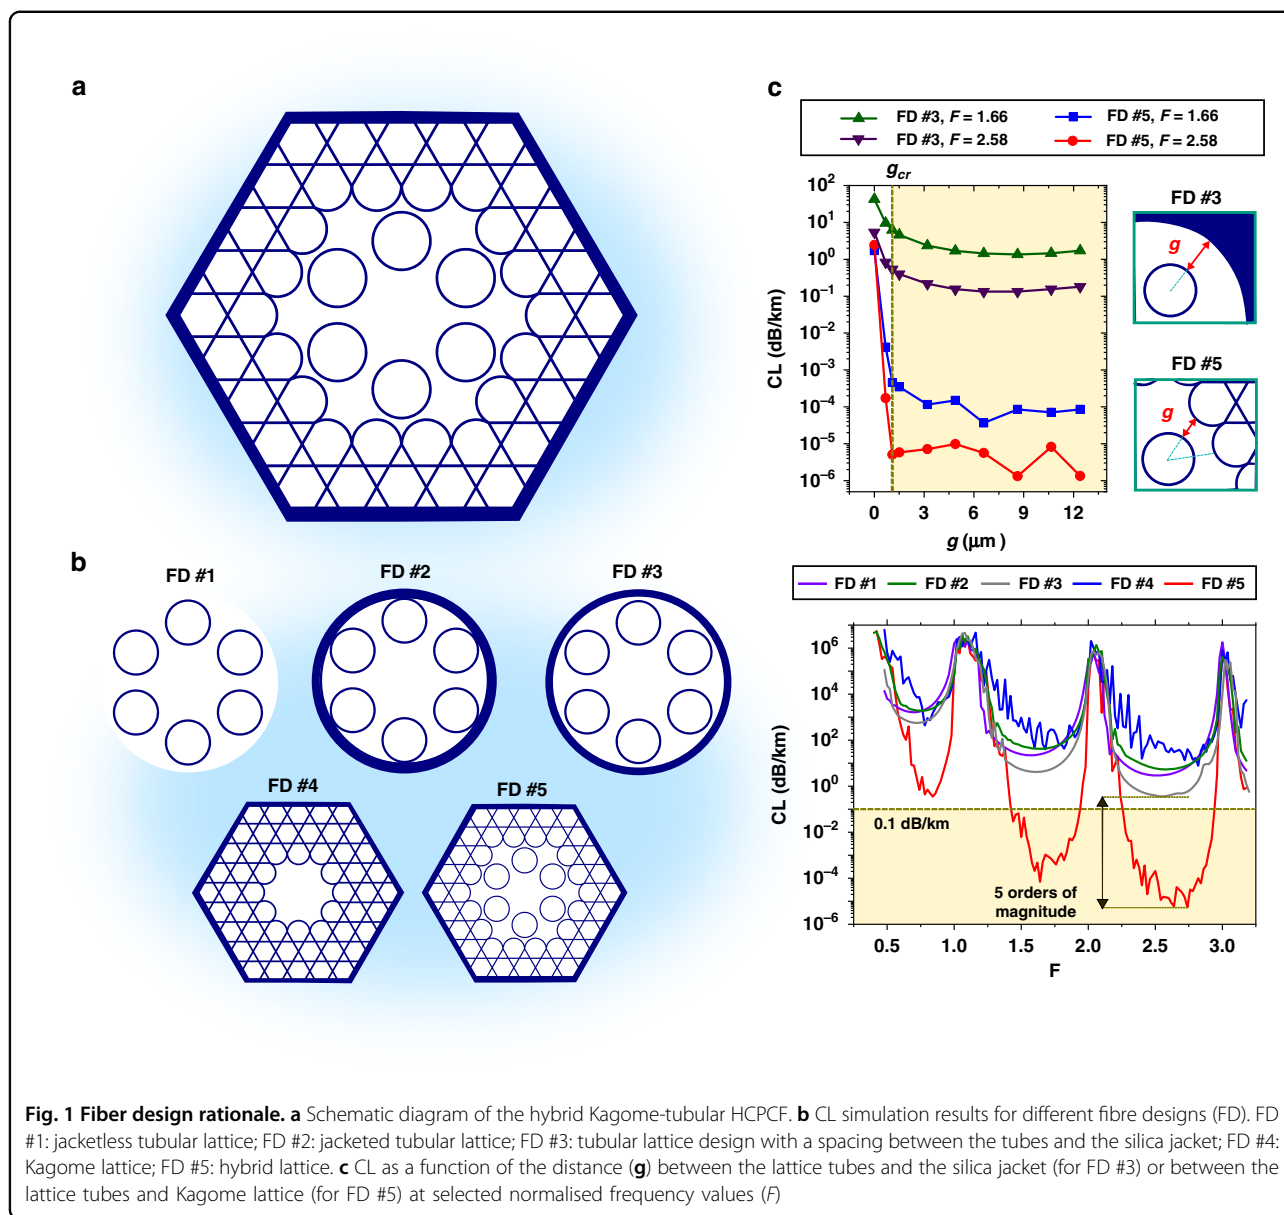 a
c
FD #3, F = 1.66
FD #5, F = 1.66
FD #3, F = 2.58
FD #5, F = 2.58
g_cr
10^2
10^1
10^0
10^-1
10^-2
10^-3
10^-4
10^-5
10^-6
CL (dB/km)
0
3
6
9
12
g (μm)
FD #3
g
FD #5
g
b
FD #1
FD #2
FD #3
FD #4
FD #5
FD #1
FD #2
FD #3
FD #4
FD #5
10^6
10^4
10^2
10^0
10^-2
10^-4
10^-6
CL (dB/km)
0.1 dB/km
5 orders of
magnitude
0.5
1.0
1.5
2.0
2.5
3.0
F
Fig. 1 Fiber design rationale. a Schematic diagram of the hybrid Kagome-tubular HCPCF. b CL simulation results for different fibre designs (FD). FD
#1: jacketless tubular lattice; FD #2: jacketed tubular lattice; FD #3: tubular lattice design with a spacing between the tubes and the silica jacket; FD #4:
Kagome lattice; FD #5: hybrid lattice. c CL as a function of the distance (g) between the lattice tubes and the silica jacket (for FD #3) or between the
lattice tubes and Kagome lattice (for FD #5) at selected normalised frequency values (F)